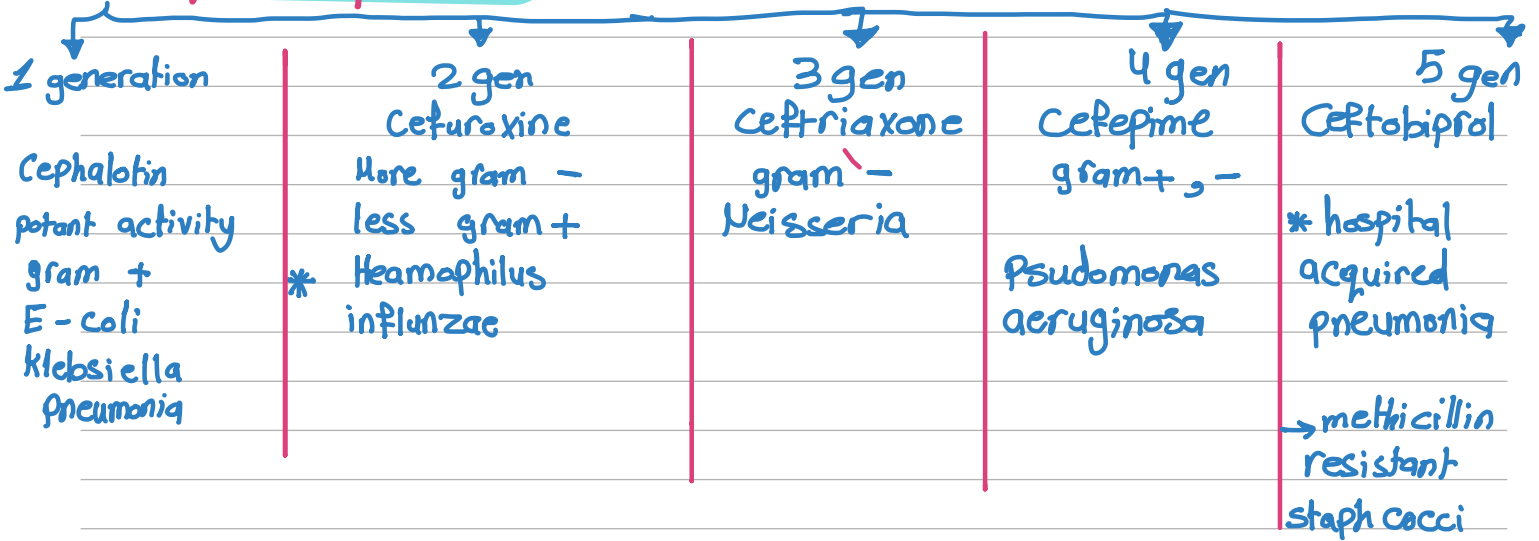 1 generation
Cephalotin
potant activity
gram +
E-coli
Klebsiella
pneumonia
2 gen
Cefuroxine
More gram -
less gram +
* Heamophilus
influnzae
3 gen
Ceftriaxone
gram -
Neisseria
4 gen
Cefepime
gram+, -
Psudomonas
aeruginosa
5 gen
Ceftobiprol
* hospital
acquired
pneumonia
→ methicillin
resistant
staph cocci